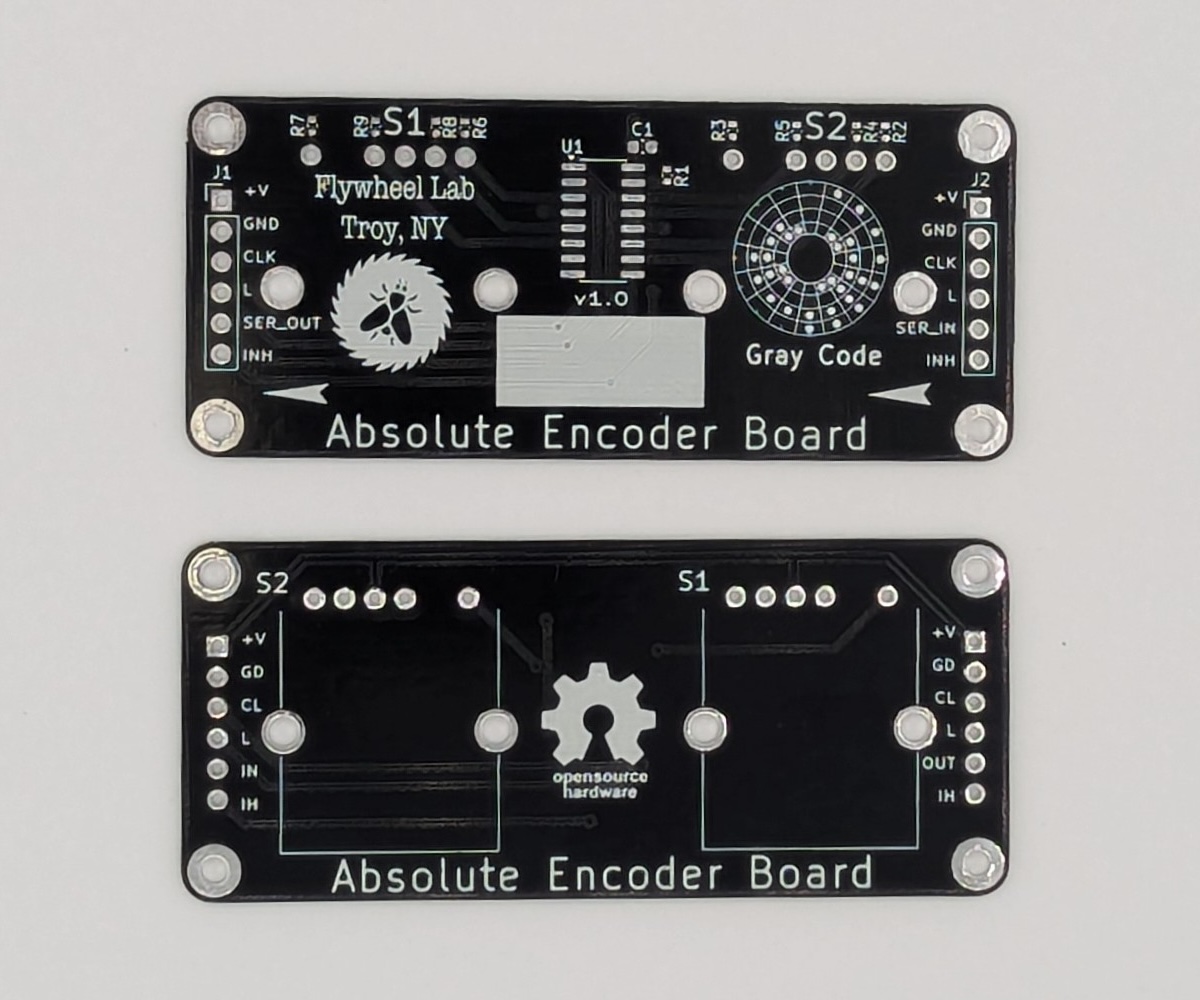 R7 R9 S1 R8 R6 C1 R3 R5 S2 R4 R2
U1
J1 R1 J2
+V Flywheel Lab +V
GND Troy, NY GND
CLK CLK
L L
SER_OUT v1.0 SER_IN
INH Gray Code INH
Absolute Encoder Board
S2 S1
+V +V
GD GD
CL CL
L L
IN OUT
IH IH
opensource
hardware
Absolute Encoder Board